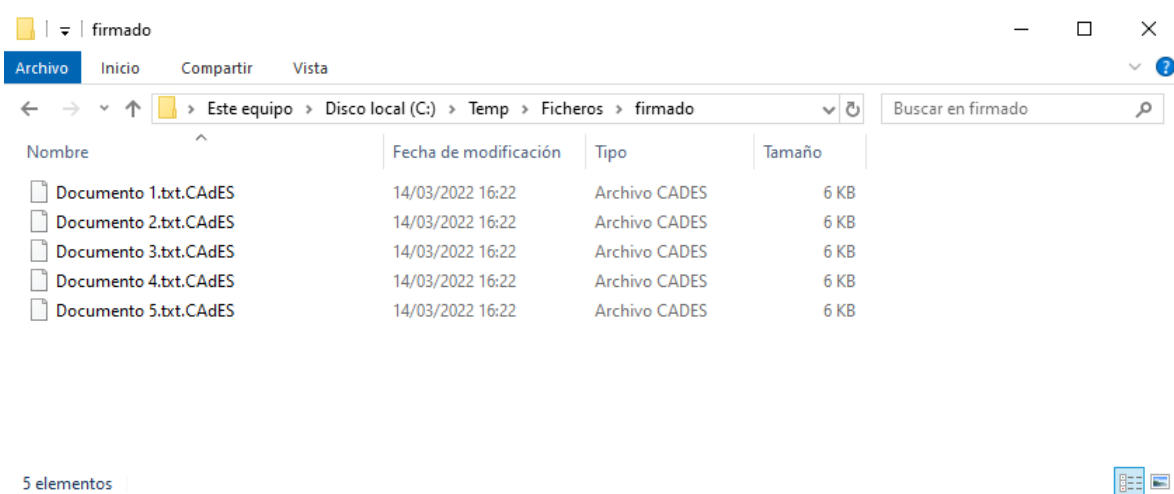 firmado
Archivo Inicio Compartir Vista
Este equipo > Disco local (C:) > Temp > Ficheros > firmado Buscar en firmado
Nombre Fecha de modificación Tipo Tamaño
Documento 1.txt.CAdES 14/03/2022 16:22 Archivo CADES 6 KB
Documento 2.txt.CAdES 14/03/2022 16:22 Archivo CADES 6 KB
Documento 3.txt.CAdES 14/03/2022 16:22 Archivo CADES 6 KB
Documento 4.txt.CAdES 14/03/2022 16:22 Archivo CADES 6 KB
Documento 5.txt.CAdES 14/03/2022 16:22 Archivo CADES 6 KB
5 elementos